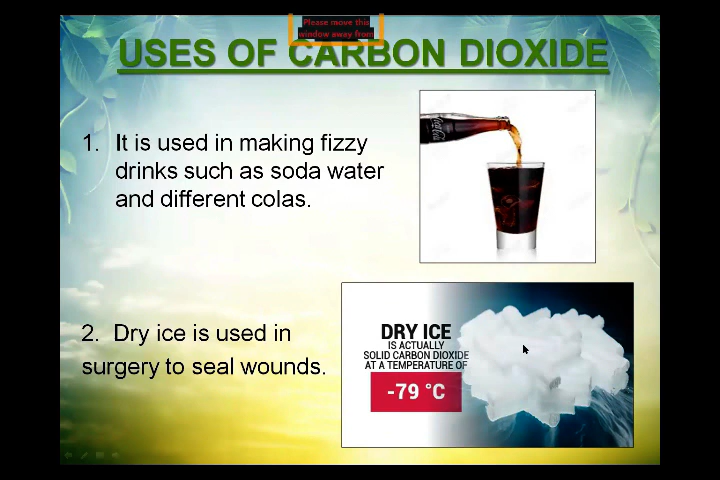 Please move this
window away from
USES OF CARBON DIOXIDE
1. It is used in making fizzy
drinks such as soda water
and different colas.
Coca-Cola
2. Dry ice is used in
surgery to seal wounds.
DRY ICE
IS ACTUALLY
SOLID CARBON DIOXIDE
AT A TEMPERATURE OF
-79 °C